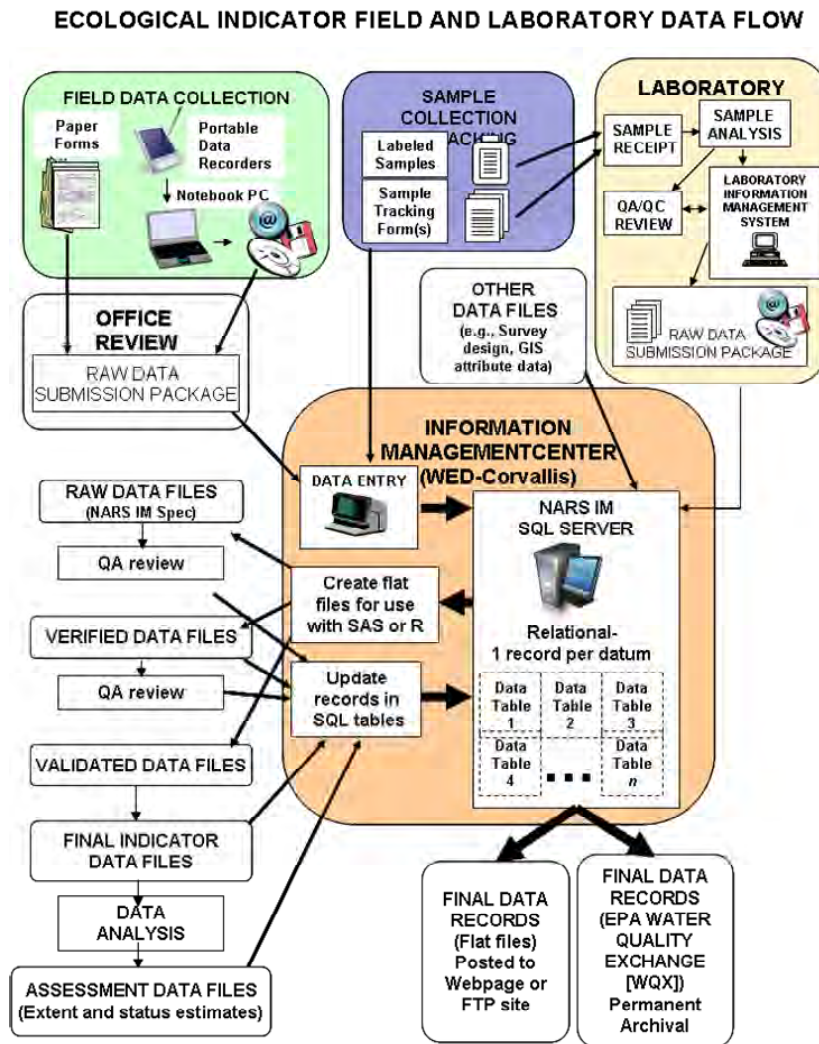 ECOLOGICAL INDICATOR FIELD AND LABORATORY DATA FLOW
FIELD DATA COLLECTION
Paper
Forms
Portable
Data
Recorders
Notebook PC
SAMPLE
COLLECTION
Labeled
Samples
Sample
Tracking
Form(s)
LABORATORY
SAMPLE
RECEIPT
SAMPLE
ANALYSIS
QA/QC
REVIEW
LABORATORY
INFORMATION
MANAGEMENT
SYSTEM
RAW DATA
SUBMISSION PACKAGE
OFFICE
REVIEW
RAW DATA
SUBMISSION PACKAGE
OTHER
DATA FILES
(e.g., Survey
design, GIS
attribute data)
INFORMATION
MANAGEMENTCENTER
(WED-Corvallis)
DATA ENTRY
NARS IM
SQL SERVER
Relational-
1 record per datum
Data
Table
1
Data
Table
2
Data
Table
3
Data
Table
4
...
Data
Table
n
Create flat
files for use
with SAS or R
Update
records in
SQL tables
RAW DATA FILES
(NARS IM Spec)
QA review
VERIFIED DATA FILES
QA review
VALIDATED DATA FILES
FINAL INDICATOR
DATA FILES
DATA
ANALYSIS
ASSESSMENT DATA FILES
(Extent and status estimates)
FINAL DATA
RECORDS
(Flat files)
Posted to
Webpage or
FTP site
FINAL DATA
RECORDS
(EPA WATER
QUALITY
EXCHANGE
[WQX])
Permanent
Archival